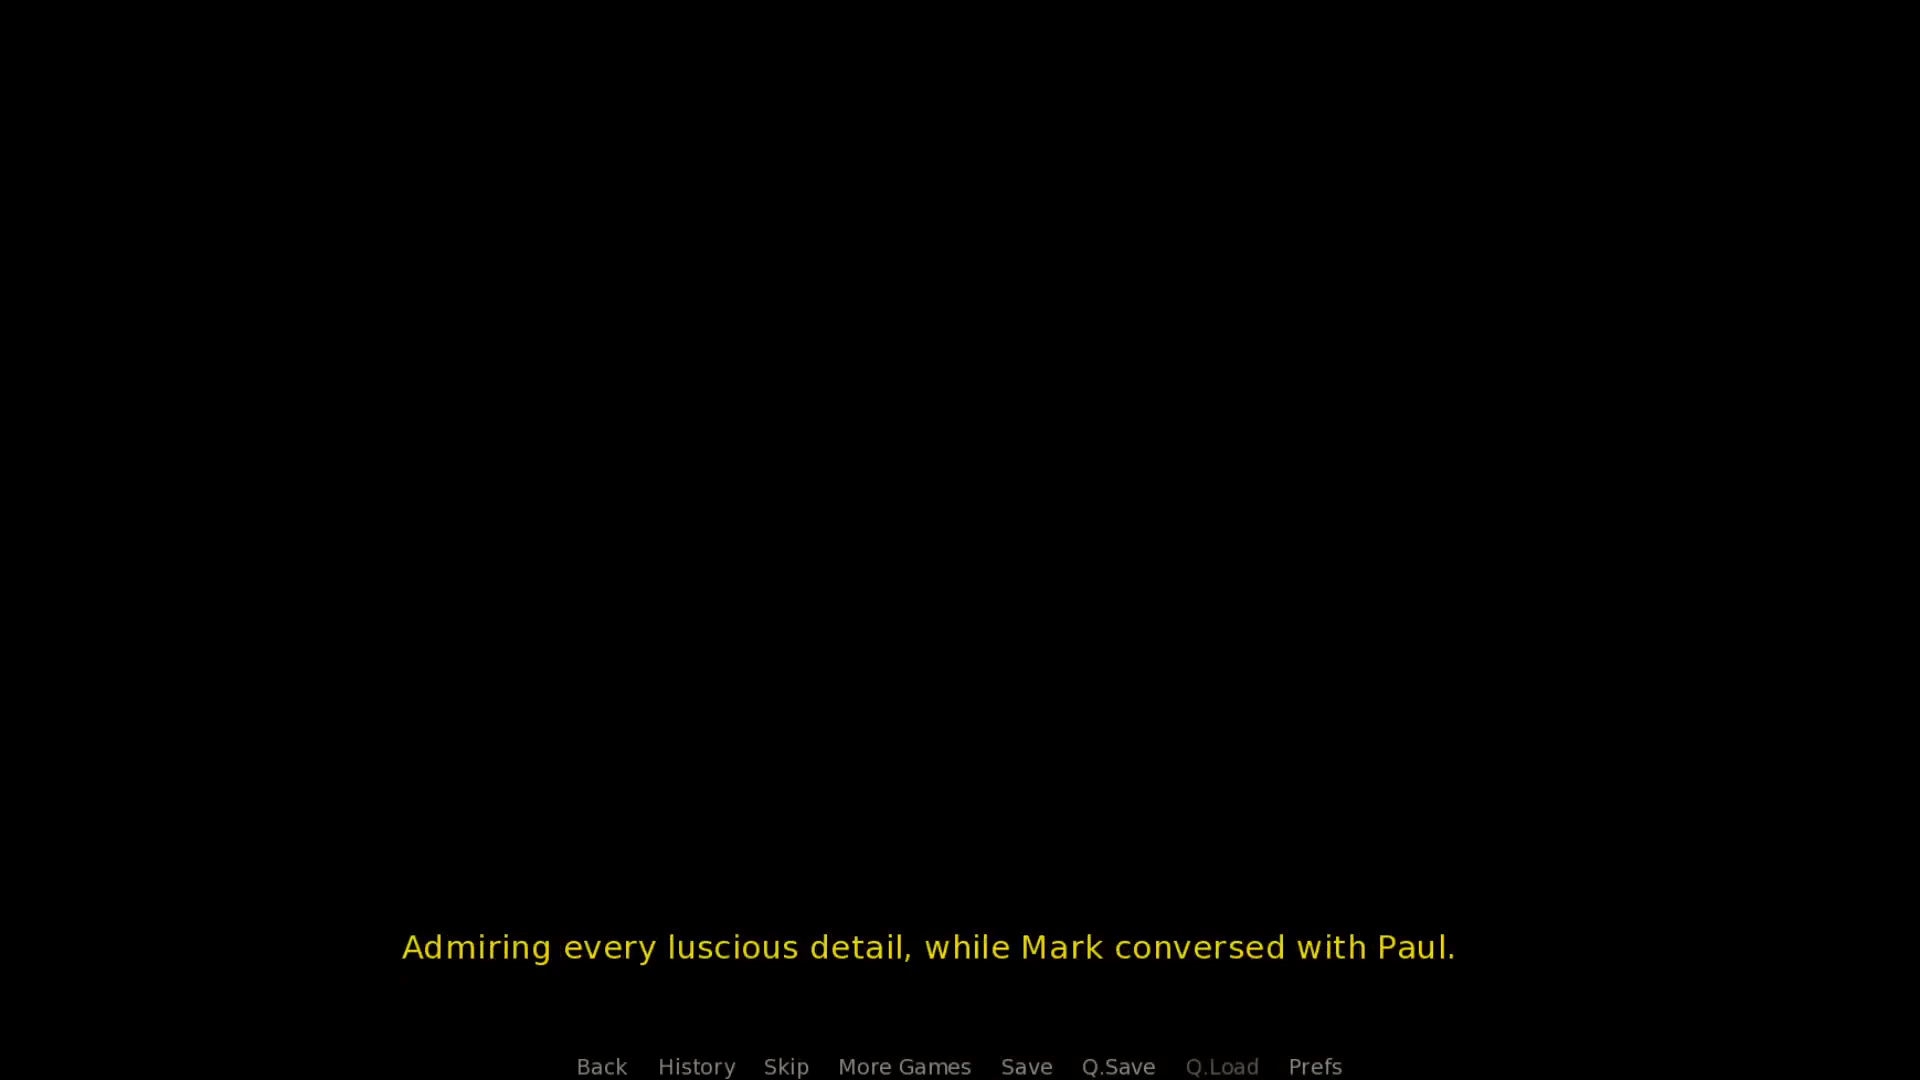 Admiring every luscious detail, while Mark conversed with Paul.
Back History Skip More Games Save Q.Save Q.Load Prefs